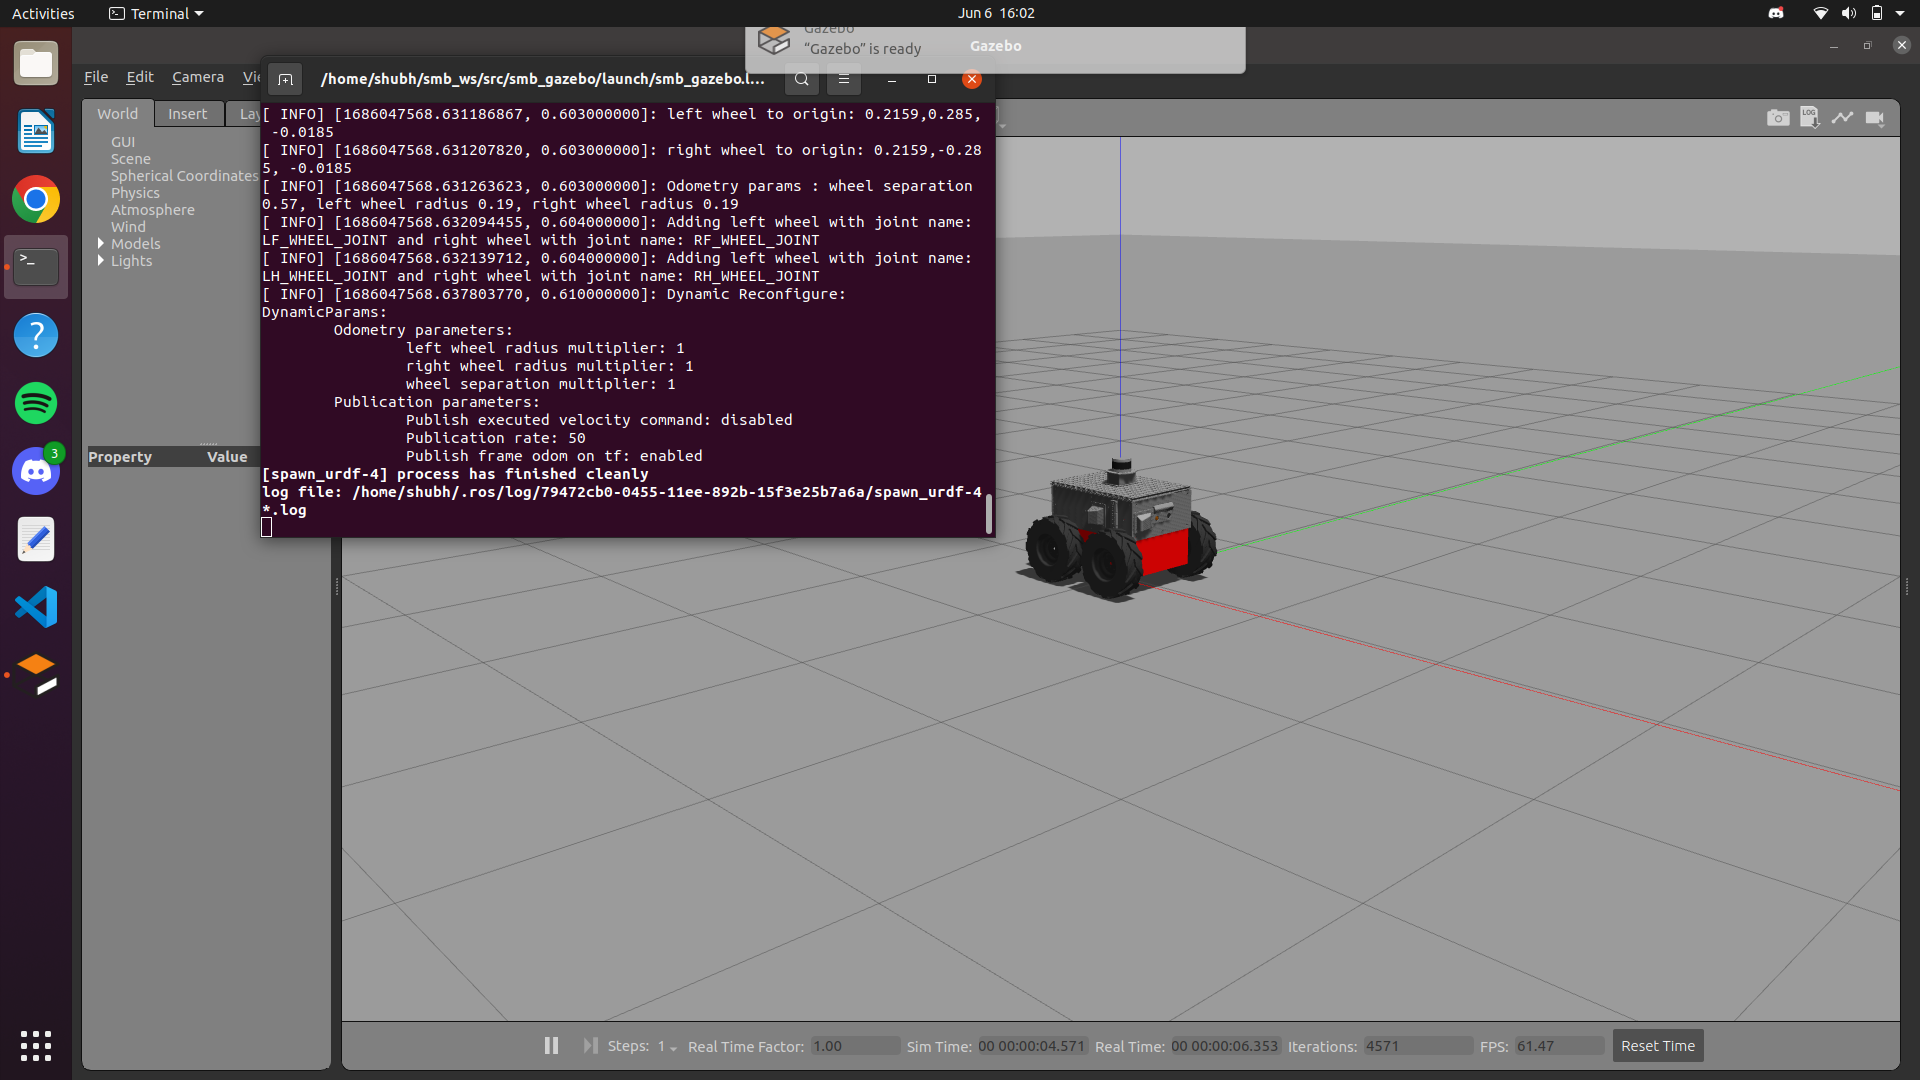 Activities
Terminal
Jun 6 16:02
Gazebo
“Gazebo” is ready
Gazebo
File Edit Camera Vi
/home/shubh/smb_ws/src/smb_gazebo/launch/smb_gazebo.l...
World Insert Lay
GUI
Scene
Spherical Coordinates
Physics
Atmosphere
Wind
Models
Lights
Property Value
[ INFO] [1686047568.631186867, 0.603000000]: left wheel to origin: 0.2159,0.285,
-0.0185
[ INFO] [1686047568.631207820, 0.603000000]: right wheel to origin: 0.2159,-0.28
5, -0.0185
[ INFO] [1686047568.631263623, 0.603000000]: Odometry params : wheel separation
0.57, left wheel radius 0.19, right wheel radius 0.19
[ INFO] [1686047568.632094455, 0.604000000]: Adding left wheel with joint name:
LF_WHEEL_JOINT and right wheel with joint name: RF_WHEEL_JOINT
[ INFO] [1686047568.632139712, 0.604000000]: Adding left wheel with joint name:
LH_WHEEL_JOINT and right wheel with joint name: RH_WHEEL_JOINT
[ INFO] [1686047568.637803770, 0.610000000]: Dynamic Reconfigure:
DynamicParams:
Odometry parameters:
left wheel radius multiplier: 1
right wheel radius multiplier: 1
wheel separation multiplier: 1
Publication parameters:
Publish executed velocity command: disabled
Publication rate: 50
Publish frame odom on tf: enabled
[spawn_urdf-4] process has finished cleanly
log file: /home/shubh/.ros/log/79472cb0-0455-11ee-892b-15f3e25b7a6a/spawn_urdf-4
*.log
LOG
3
Steps: 1 Real Time Factor: 1.00 Sim Time: 00 00:00:04.571 Real Time: 00 00:00:06.353 Iterations: 4571 FPS: 61.47 Reset Time